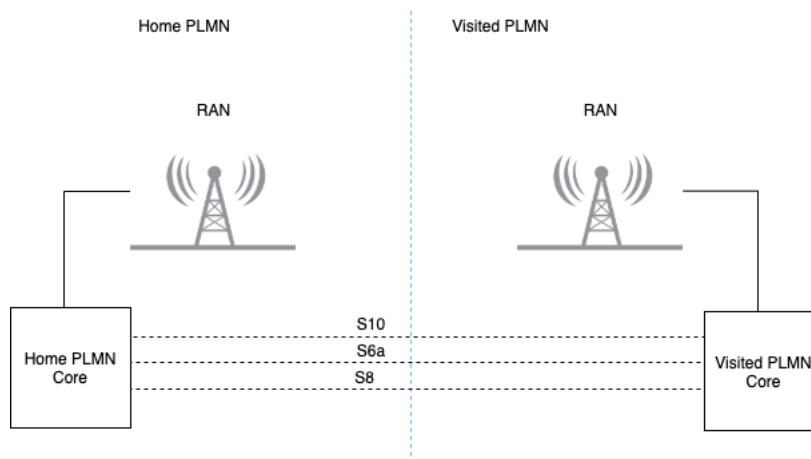 Home PLMN
Visited PLMN
RAN
RAN
S10
S6a
S8
Home PLMN
Core
Visited PLMN
Core